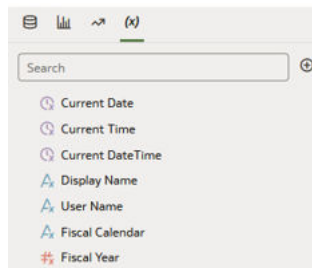 (x)
Search
Current Date
Current Time
Current DateTime
Display Name
User Name
Fiscal Calendar
Fiscal Year